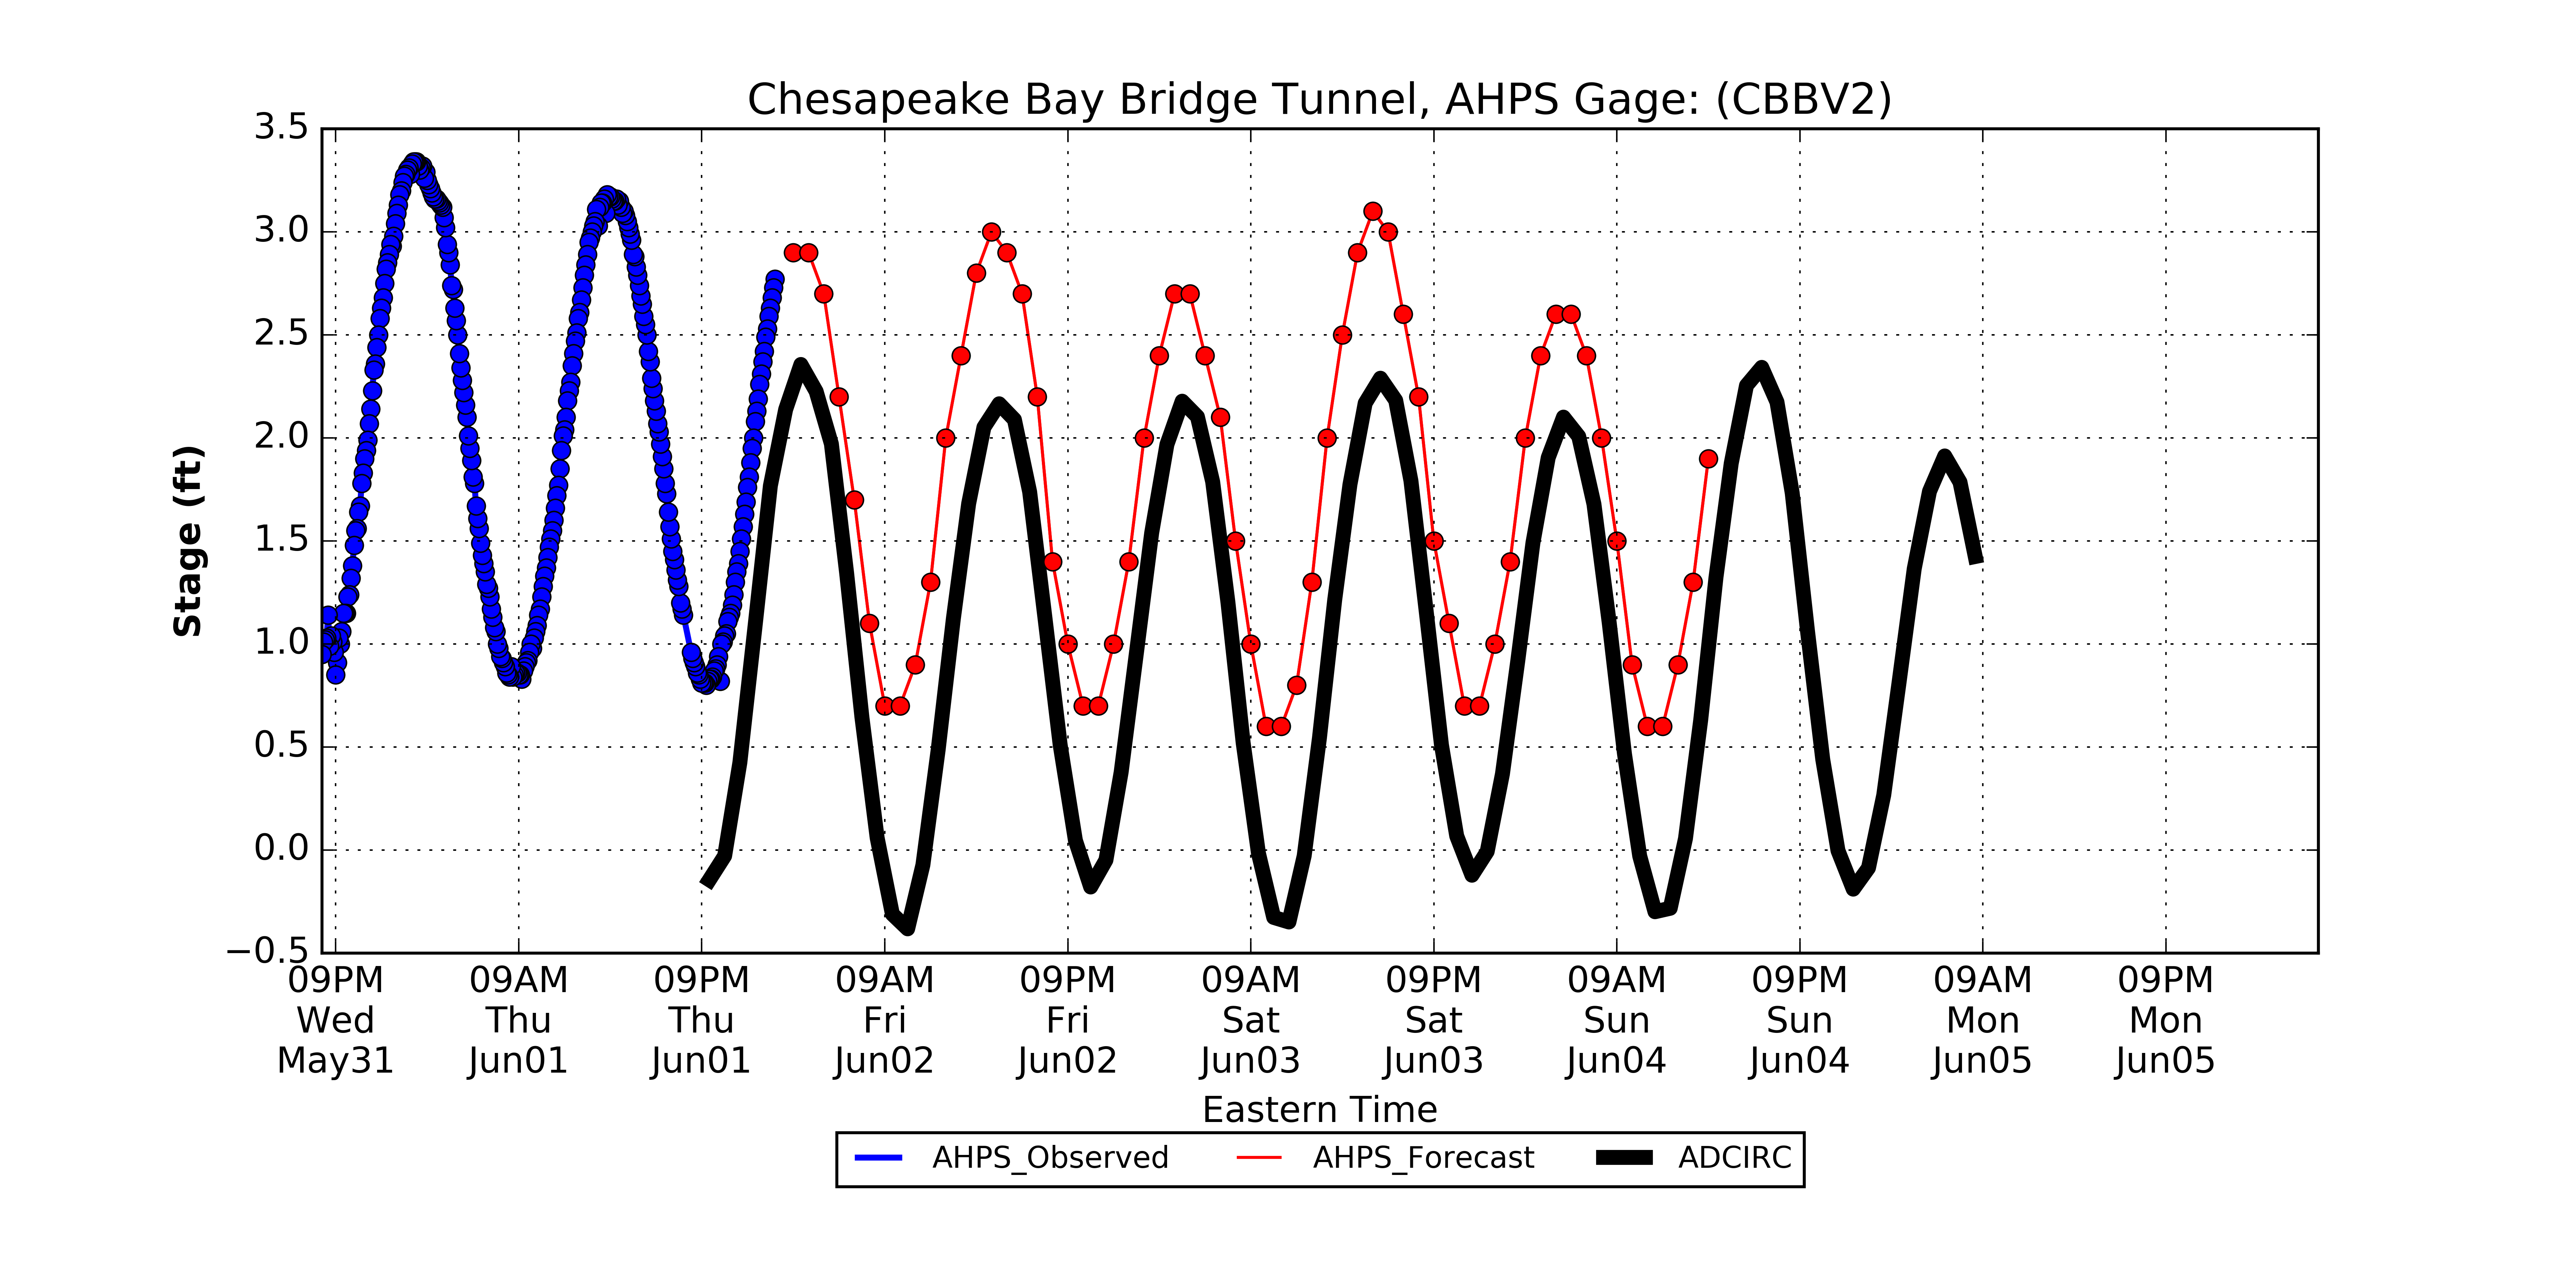 Chesapeake Bay Bridge Tunnel, AHPS Gage: (CBBV2)
3.5
3.0
2.5
2.0
1.5
1.0
0.5
0.0
−0.5
Stage (ft)
09PM 09AM 09PM 09AM 09PM 09AM 09PM 09AM 09PM 09AM 09PM
Wed Thu Thu Fri Fri Sat Sat Sun Sun Mon Mon
May31 Jun01 Jun01 Jun02 Jun02 Jun03 Jun03 Jun04 Jun04 Jun05 Jun05
Eastern Time
AHPS_Observed AHPS_Forecast ADCIRC